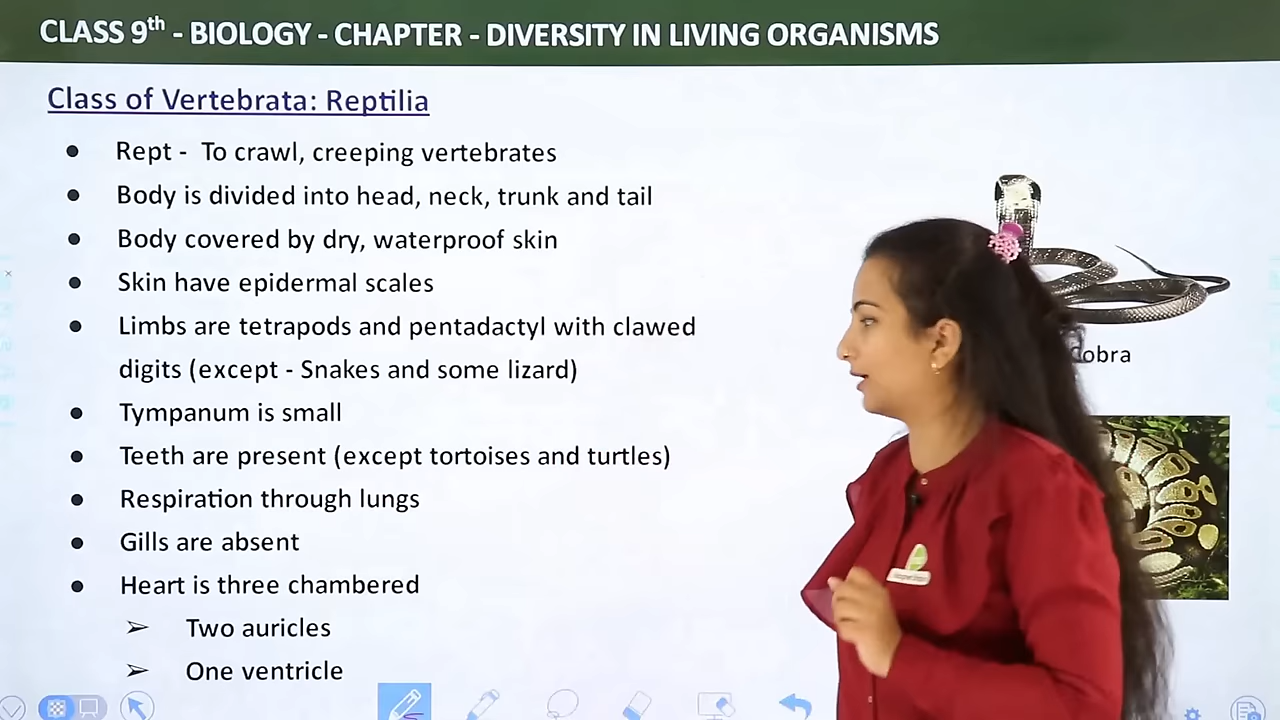 CLASS 9th - BIOLOGY - CHAPTER - DIVERSITY IN LIVING ORGANISMS
Class of Vertebrata: Reptilia
● Rept - To crawl, creeping vertebrates
● Body is divided into head, neck, trunk and tail
● Body covered by dry, waterproof skin
● Skin have epidermal scales
● Limbs are tetrapods and pentadactyl with clawed
digits (except - Snakes and some lizard)
● Tympanum is small
● Teeth are present (except tortoises and turtles)
● Respiration through lungs
● Gills are absent
● Heart is three chambered
➢ Two auricles
➢ One ventricle